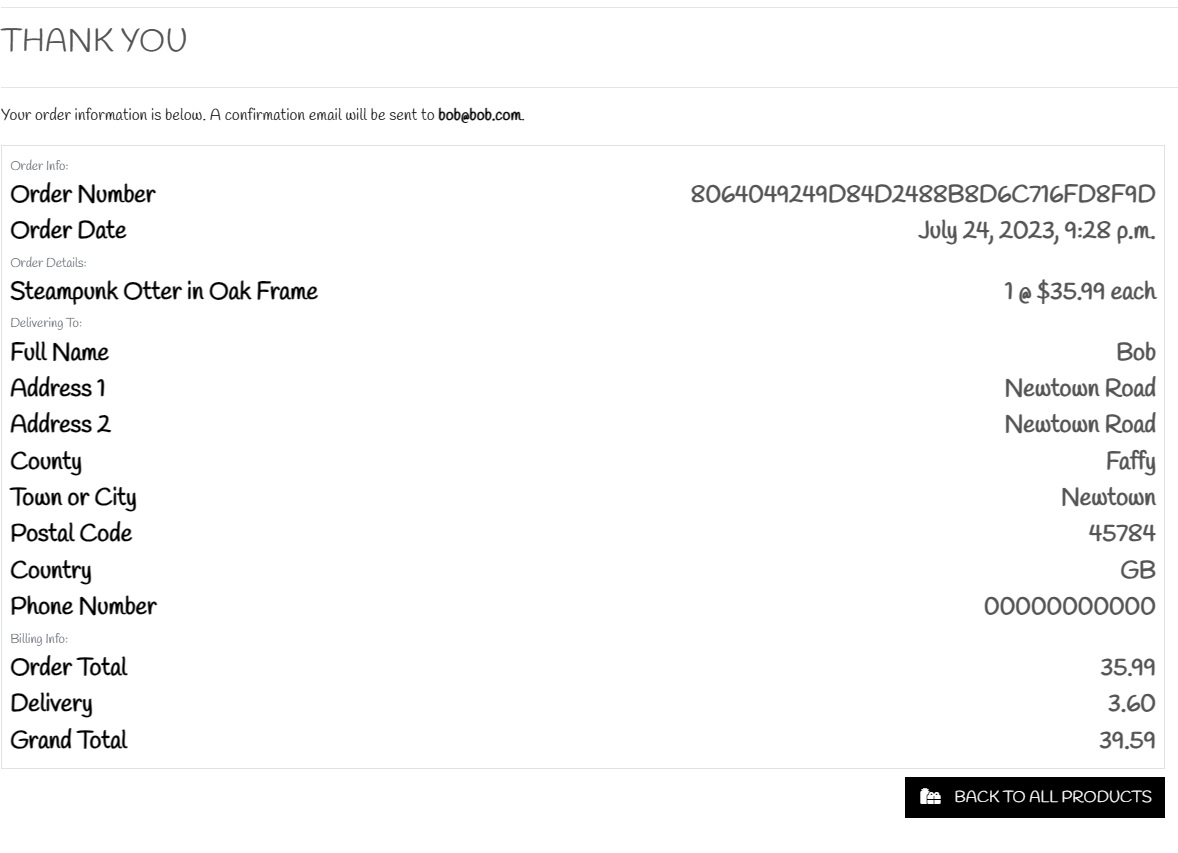 THANK YOU
Your order information is below. A confirmation email will be sent to bob@bob.com.
Order Info:
Order Number 8064049249D84D2488B8D6C716FD8F9D
Order Date July 24, 2023, 9:28 p.m.
Order Details:
Steampunk Otter in Oak Frame 1 @ $35.99 each
Delivering To:
Full Name Bob
Address 1 Newtown Road
Address 2 Newtown Road
County Faffy
Town or City Newtown
Postal Code 45784
Country GB
Phone Number 00000000000
Billing Info:
Order Total 35.99
Delivery 3.60
Grand Total 39.59
BACK TO ALL PRODUCTS